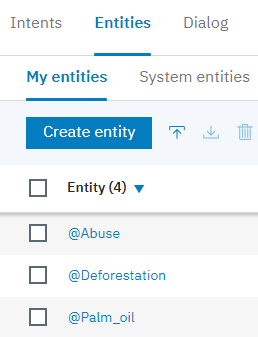 Intents Entities Dialog
My entities System entities
Create entity
Entity (4)
@Abuse
@Deforestation
@Palm_oil